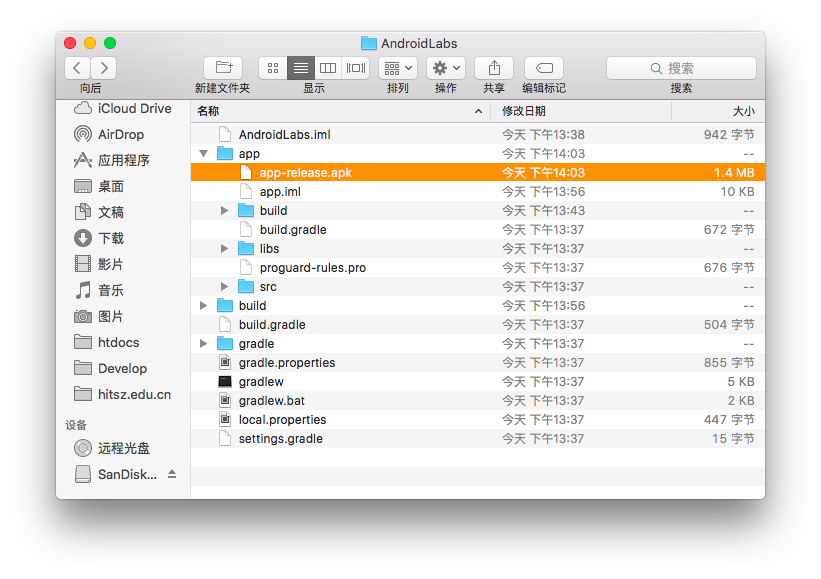 AndroidLabs
向后
新建文件夹
显示
排列
操作
共享
编辑标记
搜索
搜索
iCloud Drive
AirDrop
应用程序
桌面
文稿
下载
影片
音乐
图片
htdocs
Develop
hitsz.edu.cn
设备
远程光盘
SanDisk...
名称 修改日期 大小
AndroidLabs.iml 今天 下午13:38 942 字节
app 今天 下午14:03 --
app-release.apk 今天 下午14:03 1.4 MB
app.iml 今天 下午13:56 10 KB
build 今天 下午13:43 --
build.gradle 今天 下午13:37 672 字节
libs 今天 下午13:37 --
proguard-rules.pro 今天 下午13:37 676 字节
src 今天 下午13:37 --
build 今天 下午13:56 --
build.gradle 今天 下午13:37 504 字节
gradle 今天 下午13:37 --
gradle.properties 今天 下午13:37 855 字节
gradlew 今天 下午13:37 5 KB
gradlew.bat 今天 下午13:37 2 KB
local.properties 今天 下午13:37 447 字节
settings.gradle 今天 下午13:37 15 字节